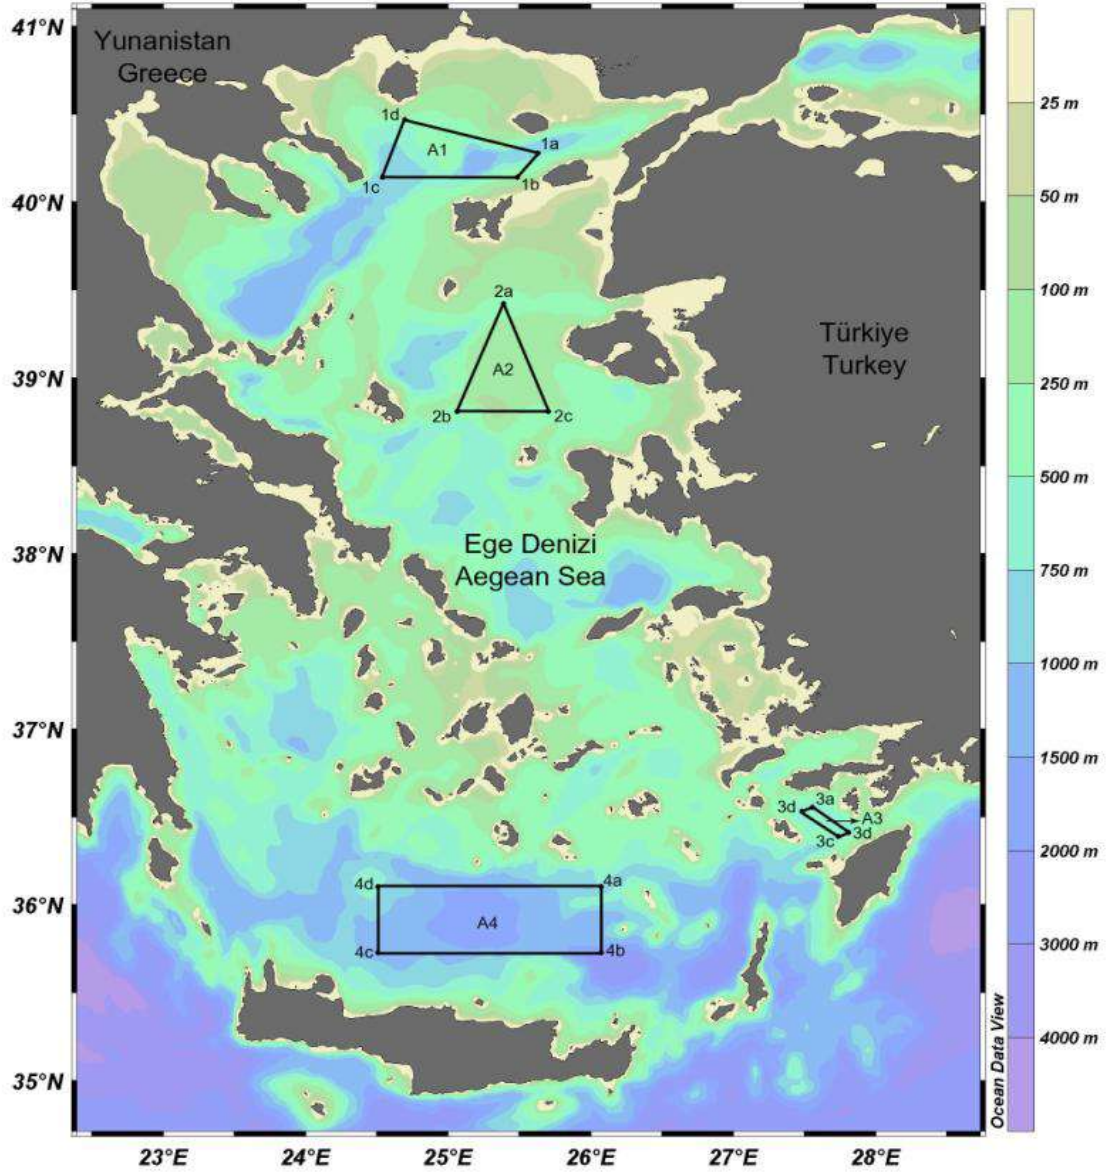 41°N
40°N
39°N
38°N
37°N
36°N
35°N
23°E
24°E
25°E
26°E
27°E
28°E
Yunanistan
Greece
Türkiye
Turkey
Ege Denizi
Aegean Sea
1d
1a
A1
1c
1b
2a
A2
2b
2c
3d
3a
A3
3c
3d
4d
4a
A4
4c
4b
25 m
50 m
100 m
250 m
500 m
750 m
1000 m
1500 m
2000 m
3000 m
4000 m
Ocean Data View